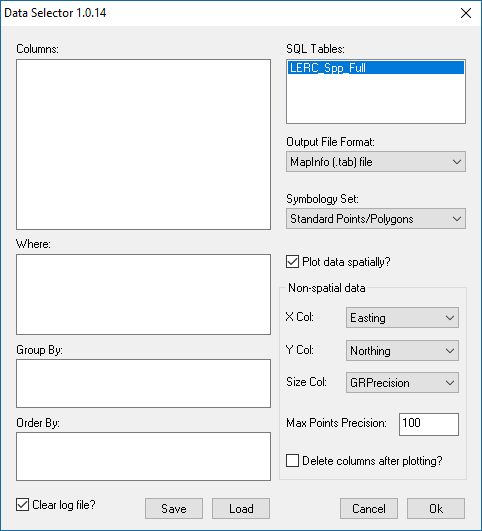 Data Selector 1.0.14
Columns:
SQL Tables:
LERC_Spp_Full
Output File Format:
MapInfo (.tab) file
Symbology Set:
Standard Points/Polygons
Where:
Plot data spatially?
Non-spatial data
X Col:
Easting
Y Col:
Northing
Group By:
Size Col:
GRPrecision
Order By:
Max Points Precision:
100
Delete columns after plotting?
Clear log file?
Save
Load
Cancel
Ok